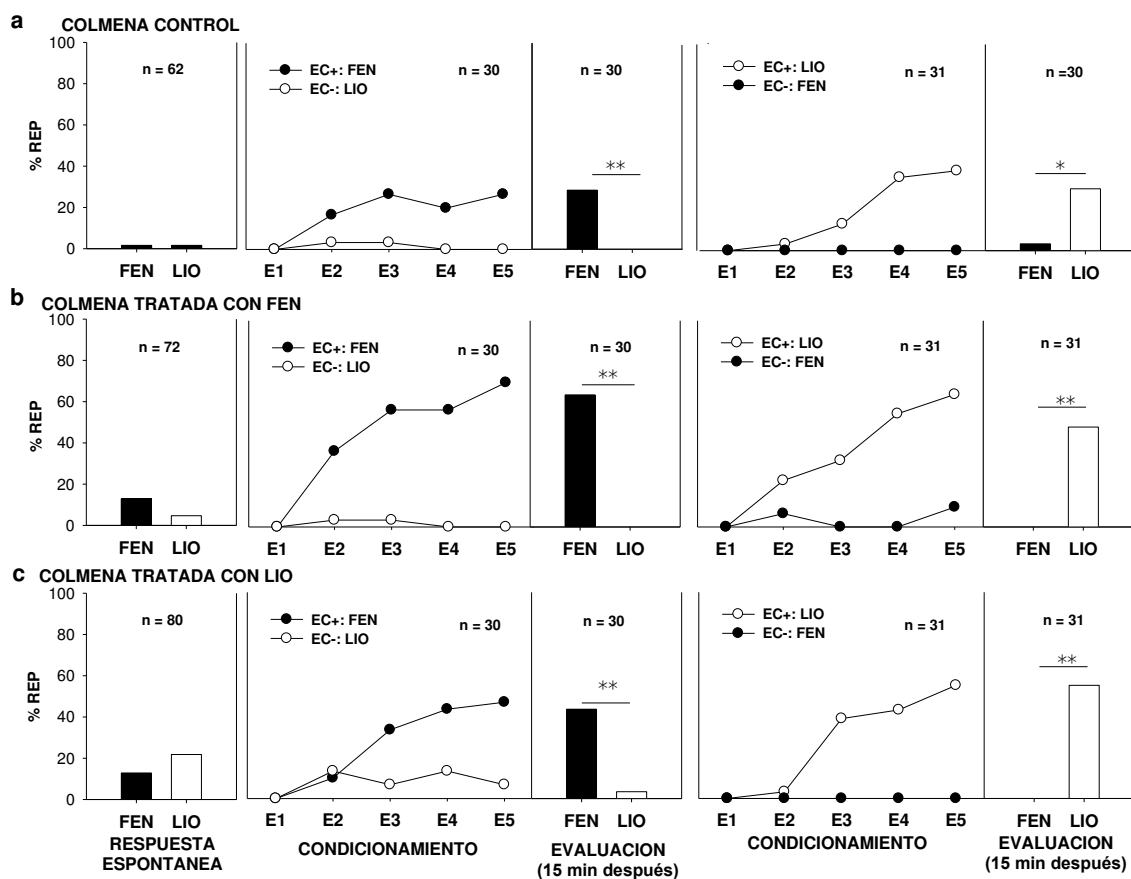 a COLMENA CONTROL
100
80
60
40
20
0
% REP
n = 62
FEN LIO
EC+: FEN
EC-: LIO
n = 30
E1 E2 E3 E4 E5
n = 30
**
FEN LIO
EC+: LIO
EC-: FEN
n = 31
E1 E2 E3 E4 E5
n =30
*
FEN LIO
b COLMENA TRATADA CON FEN
100
80
60
40
20
0
% REP
n = 72
FEN LIO
EC+: FEN
EC-: LIO
n = 30
E1 E2 E3 E4 E5
n = 30
**
FEN LIO
EC+: LIO
EC-: FEN
n = 31
E1 E2 E3 E4 E5
n = 31
**
FEN LIO
c COLMENA TRATADA CON LIO
100
80
60
40
20
0
% REP
n = 80
FEN LIO
RESPUESTA
ESPONTANEA
EC+: FEN
EC-: LIO
n = 30
E1 E2 E3 E4 E5
CONDICIONAMIENTO
n = 30
**
FEN LIO
EVALUACION
(15 min después)
EC+: LIO
EC-: FEN
n = 31
E1 E2 E3 E4 E5
CONDICIONAMIENTO
n = 31
**
FEN LIO
EVALUACION
(15 min después)